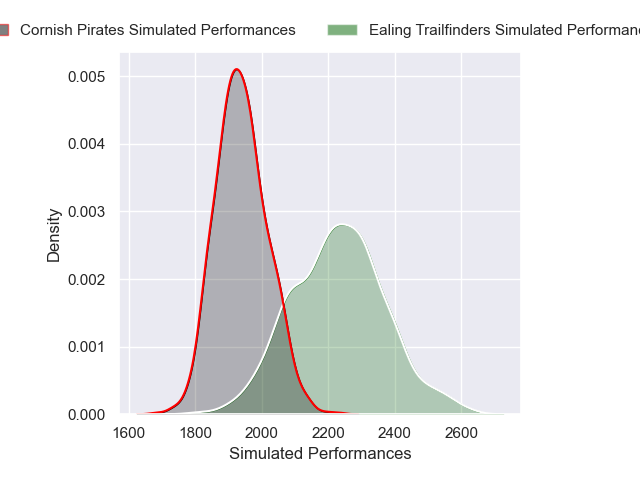 Cornish Pirates Simulated Performances
Ealing Trailfinders Simulated
0.005
0.004
0.003
0.002
0.001
0.000
Density
1600 1800 2000 2200 2400 2600
Simulated Performances